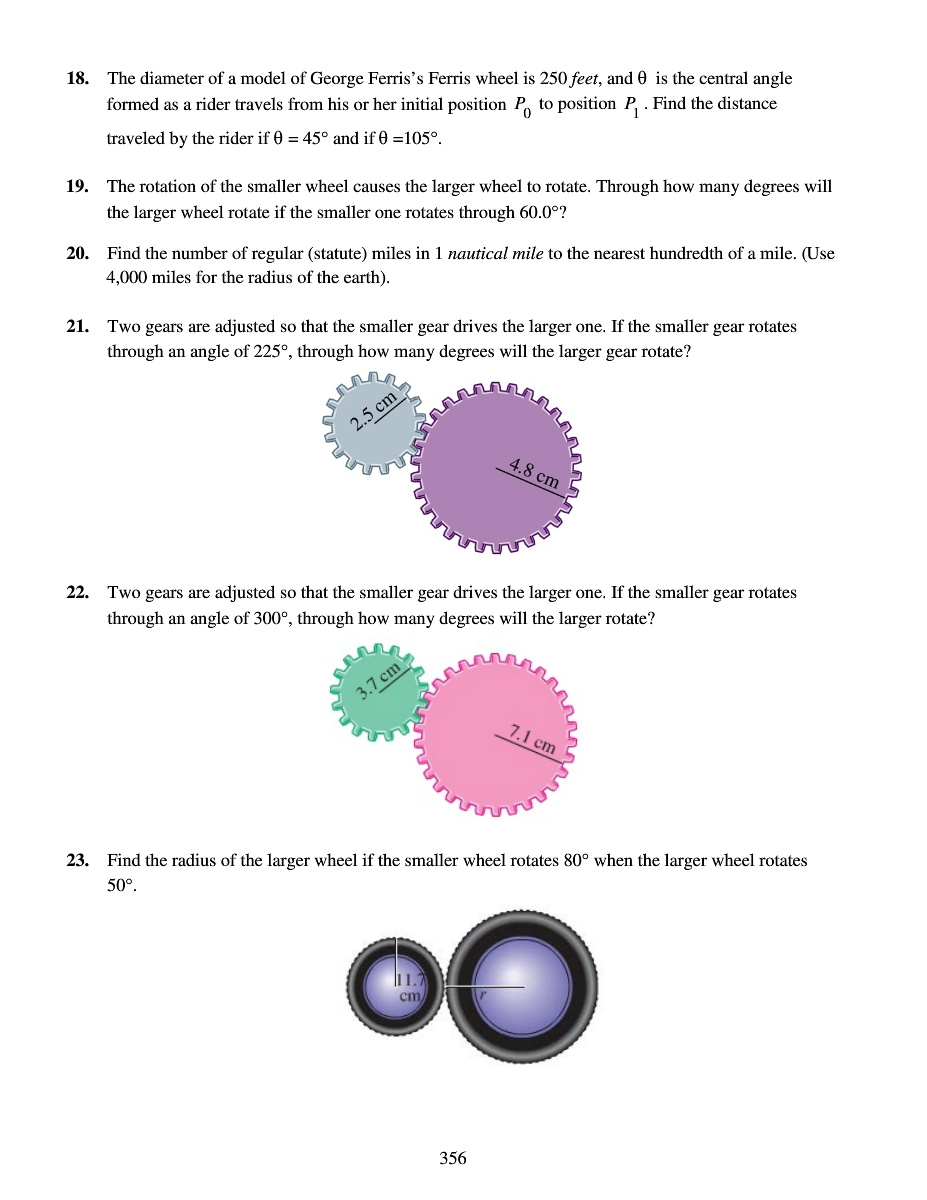 18. The diameter of a model of George Ferris's Ferris wheel is 250 feet, and θ is the central angle
formed as a rider travels from his or her initial position P0 to position P1 . Find the distance
traveled by the rider if θ = 45° and if θ =105°.
19. The rotation of the smaller wheel causes the larger wheel to rotate. Through how many degrees will
the larger wheel rotate if the smaller one rotates through 60.0°?
20. Find the number of regular (statute) miles in 1 nautical mile to the nearest hundredth of a mile. (Use
4,000 miles for the radius of the earth).
21. Two gears are adjusted so that the smaller gear drives the larger one. If the smaller gear rotates
through an angle of 225°, through how many degrees will the larger gear rotate?
2.5 cm
4.8 cm
22. Two gears are adjusted so that the smaller gear drives the larger one. If the smaller gear rotates
through an angle of 300°, through how many degrees will the larger rotate?
3.7 cm
7.1 cm
23. Find the radius of the larger wheel if the smaller wheel rotates 80° when the larger wheel rotates
50°.
11.7
cm
r
356